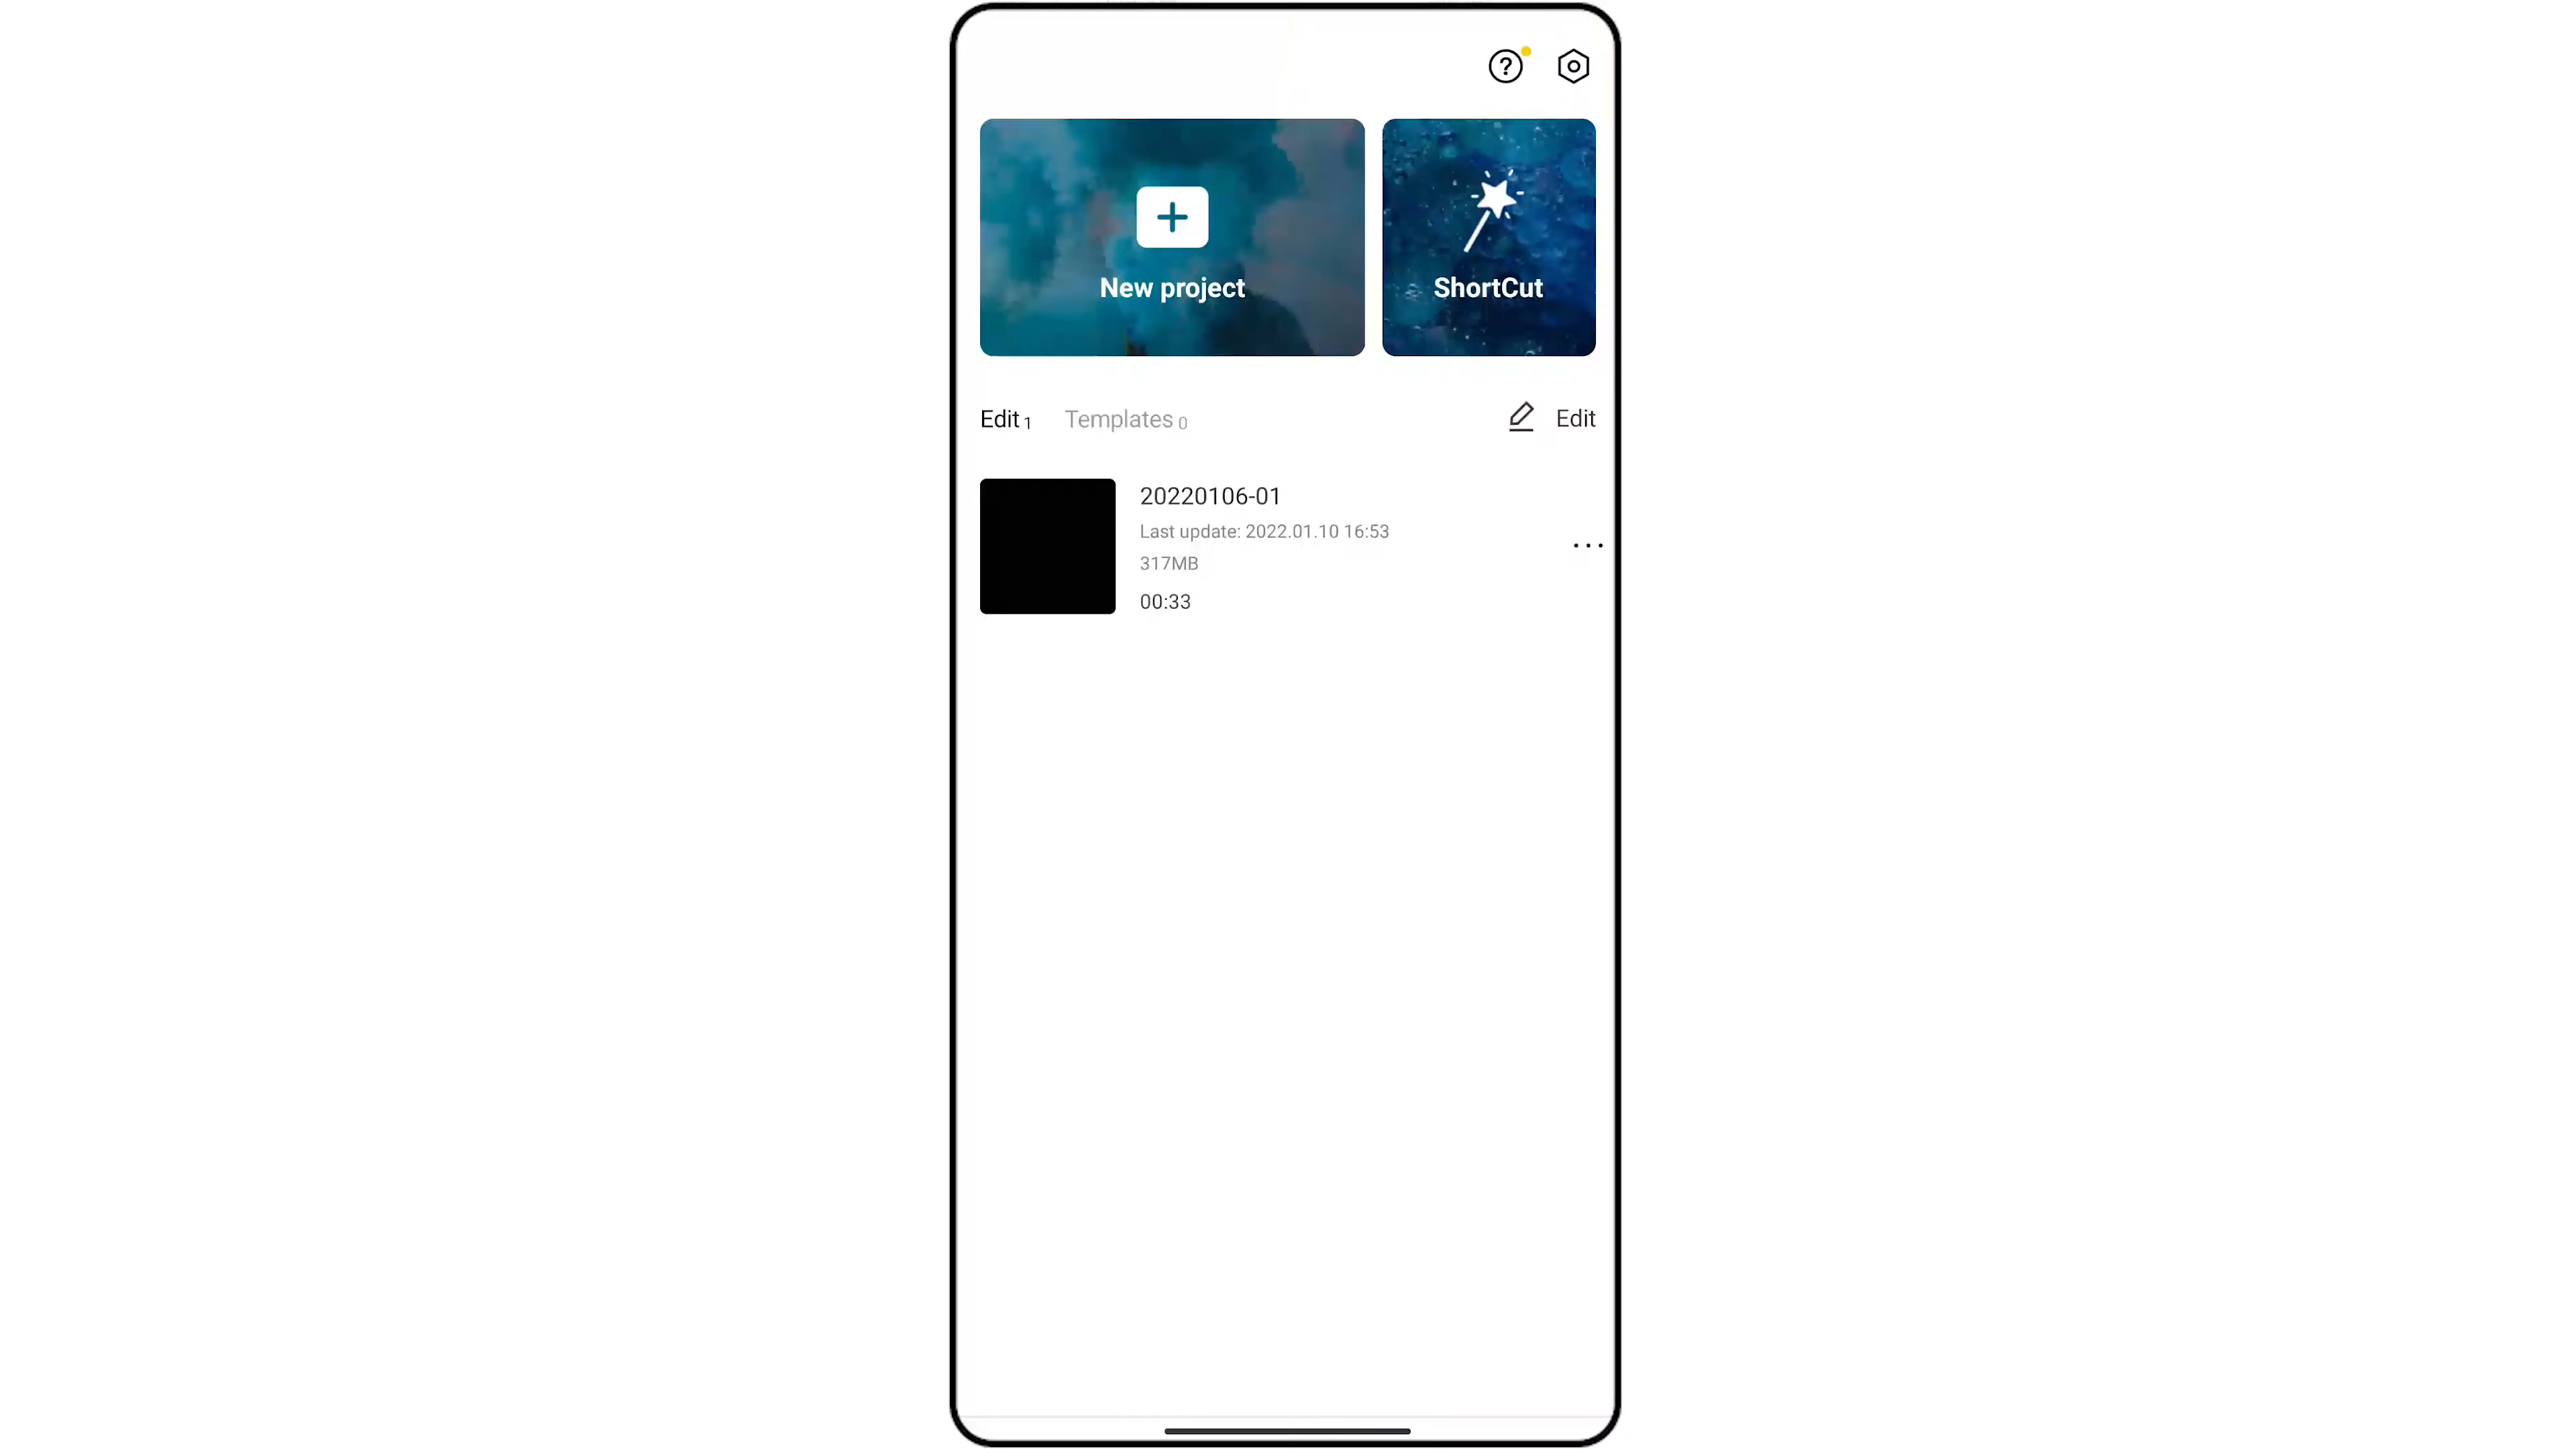 New project
ShortCut
Edit 1 Templates 0 Edit
20220106-01
Last update: 2022.01.10 16:53
317MB
00:33